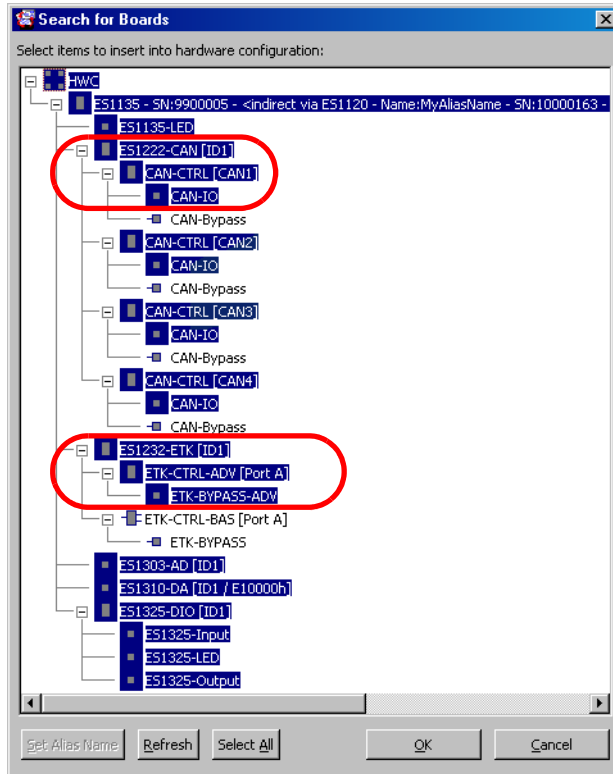 Search for Boards
Select items to insert into hardware configuration:
HWC
ES1135 - SN:9900005 - <indirect via ES1120 - Name:MyAliasName - SN:10000163 -
ES1135-LED
ES1222-CAN [ID1]
CAN-CTRL [CAN1]
CAN-IO
CAN-Bypass
CAN-CTRL [CAN2]
CAN-IO
CAN-Bypass
CAN-CTRL [CAN3]
CAN-IO
CAN-Bypass
CAN-CTRL [CAN4]
CAN-IO
CAN-Bypass
ES1232-ETK [ID1]
ETK-CTRL-ADV [Port A]
ETK-BYPASS-ADV
ETK-CTRL-BAS [Port A]
ETK-BYPASS
ES1303-AD [ID1]
ES1310-DA [ID1 / E10000h]
ES1325-DIO [ID1]
ES1325-Input
ES1325-LED
ES1325-Output
Set Alias Name Refresh Select All OK Cancel